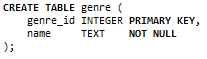 CREATE TABLE genre (
    genre_id INTEGER PRIMARY KEY,
    name     TEXT    NOT NULL
);